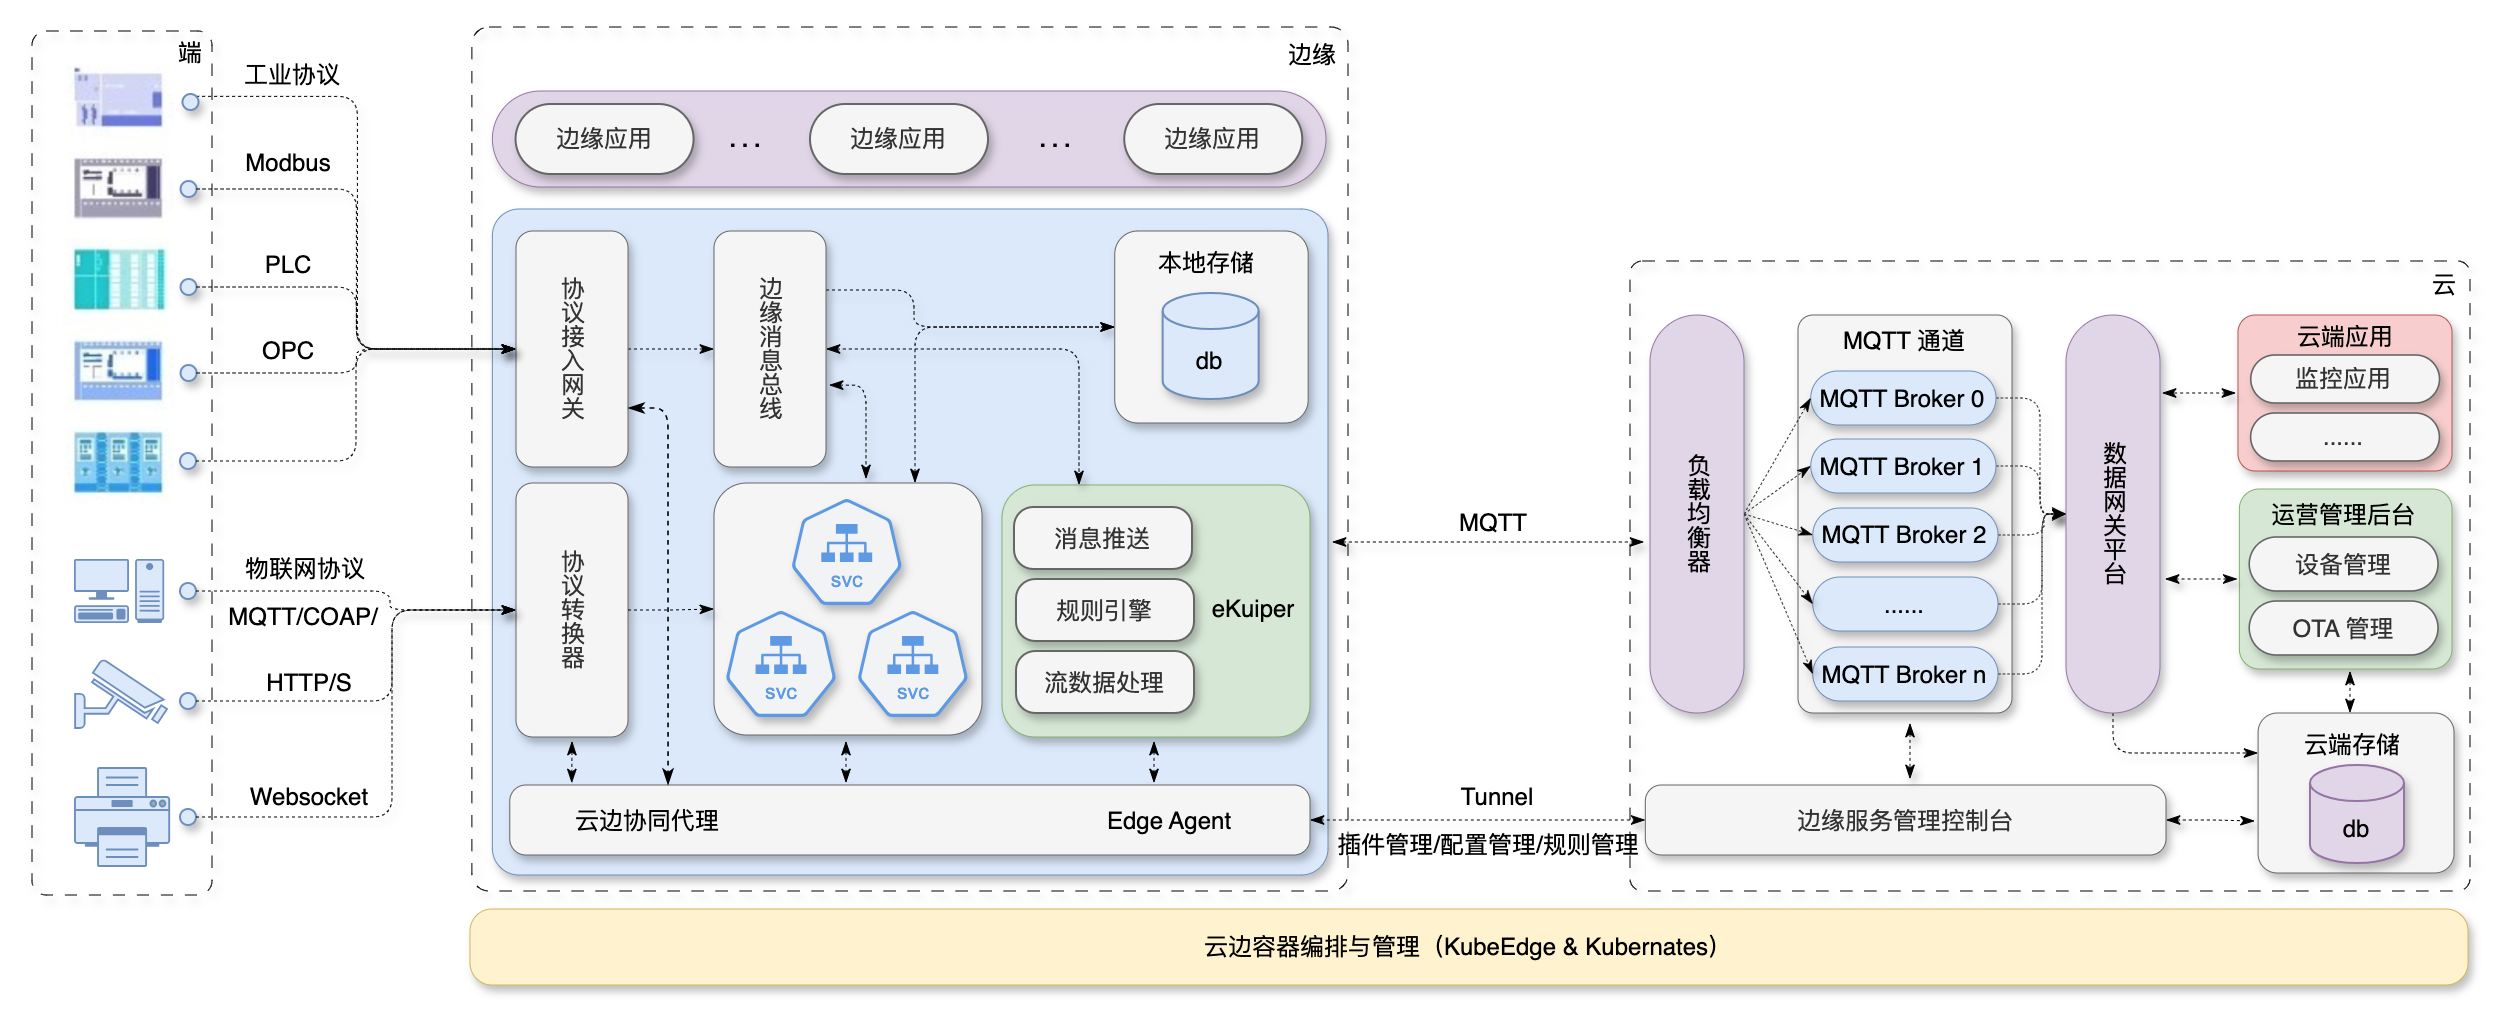 端
工业协议
Modbus
PLC
OPC
物联网协议
MQTT/COAP/
HTTP/S
Websocket
边缘
边缘应用
...
边缘应用
...
边缘应用
协议接入网关
边缘消息总线
本地存储
db
协议转换器
SVC
SVC
SVC
消息推送
规则引擎
流数据处理
eKuiper
云边协同代理
Edge Agent
MQTT
Tunnel
插件管理/配置管理/规则管理
云
负载均衡器
MQTT 通道
MQTT Broker 0
MQTT Broker 1
MQTT Broker 2
......
MQTT Broker n
数据网关平台
云端应用
监控应用
......
运营管理后台
设备管理
OTA 管理
云端存储
db
边缘服务管理控制台
云边容器编排与管理（KubeEdge & Kubernates）